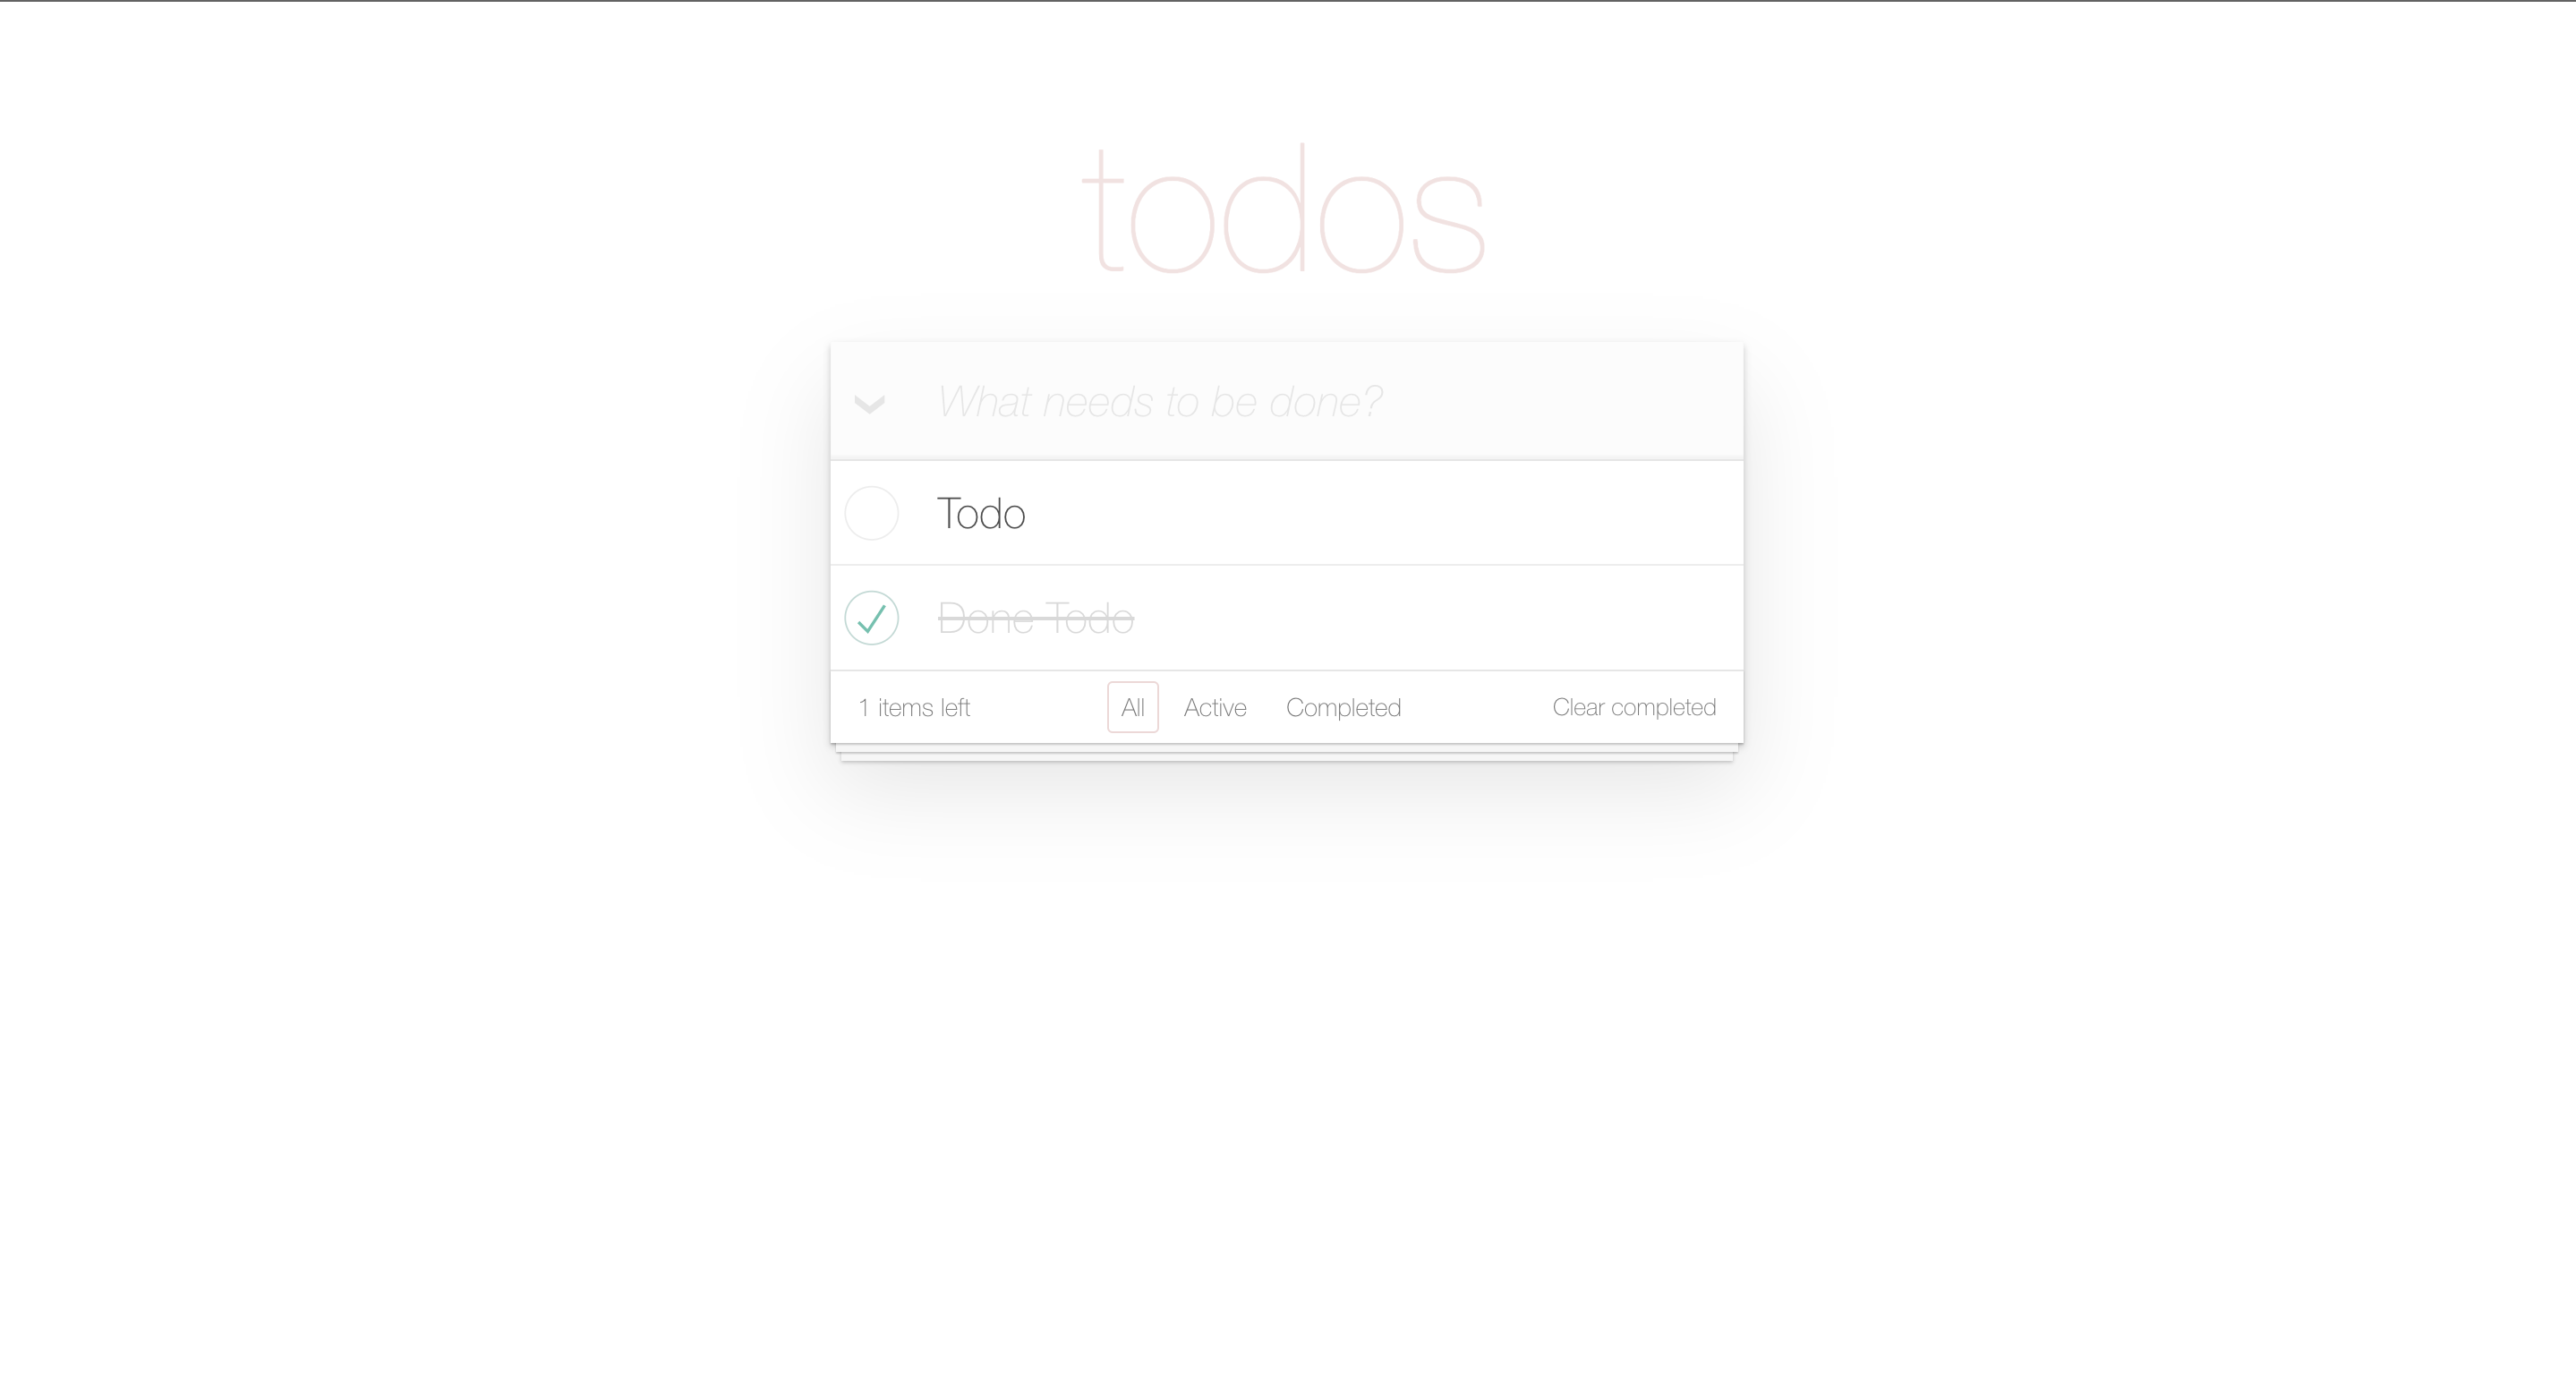 todos
What needs to be done?
Todo
Done Todo
1 items left All Active Completed Clear completed